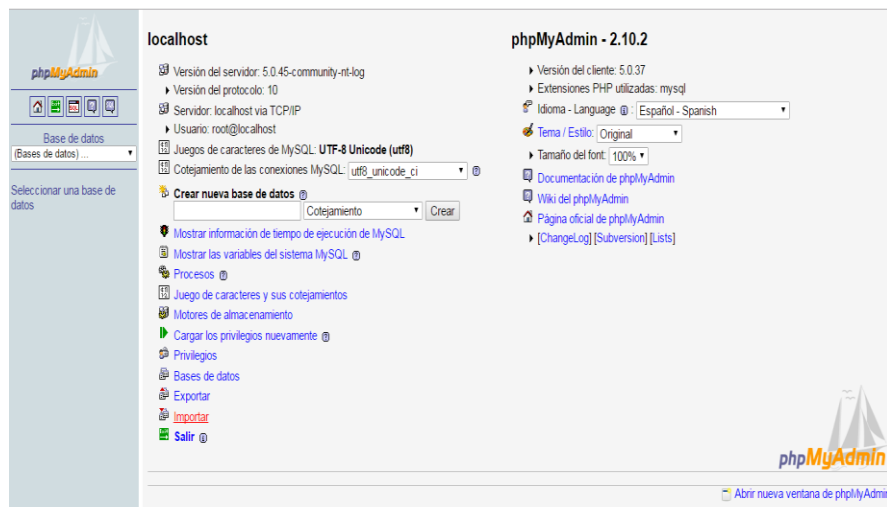 phpMyAdmin
Base de datos
(Bases de datos) ...
Seleccionar una base de
datos
localhost
Versión del servidor: 5.0.45-community-nt-log
Versión del protocolo: 10
Servidor: localhost via TCP/IP
Usuario: root@localhost
Juegos de caracteres de MySQL: UTF-8 Unicode (utf8)
Cotejamiento de las conexiones MySQL: utf8_unicode_ci
Crear nueva base de datos
Cotejamiento Crear
Mostrar información de tiempo de ejecución de MySQL
Mostrar las variables del sistema MySQL
Procesos
Juego de caracteres y sus cotejamientos
Motores de almacenamiento
Cargar los privilegios nuevamente
Privilegios
Bases de datos
Exportar
Importar
Salir
phpMyAdmin - 2.10.2
Versión del cliente: 5.0.37
Extensiones PHP utilizadas: mysql
Idioma - Language : Español - Spanish
Tema / Estilo: Original
Tamaño del font: 100%
Documentación de phpMyAdmin
Wiki del phpMyAdmin
Página oficial de phpMyAdmin
[ChangeLog] [Subversion] [Lists]
phpMyAdmin
Abrir nueva ventana de phpMyAdmin